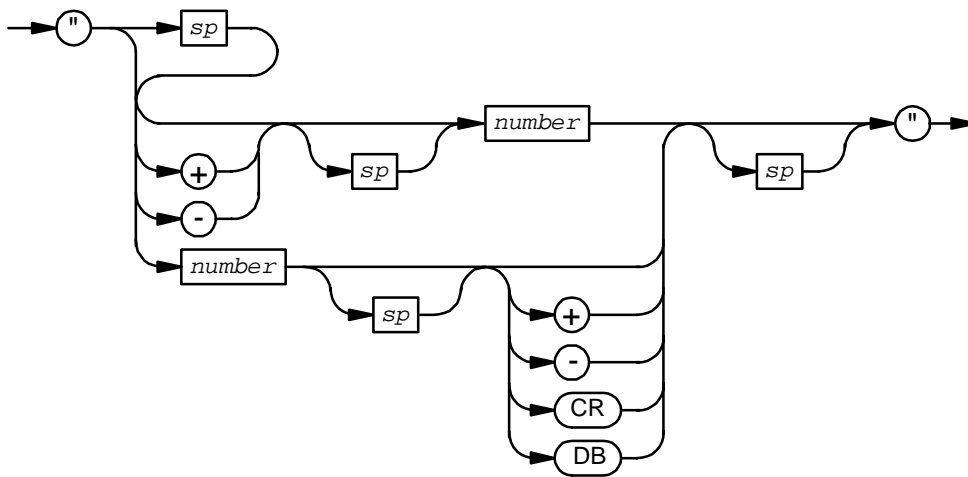 " sp
number "
+ sp sp
-
number
sp +
-
CR
DB